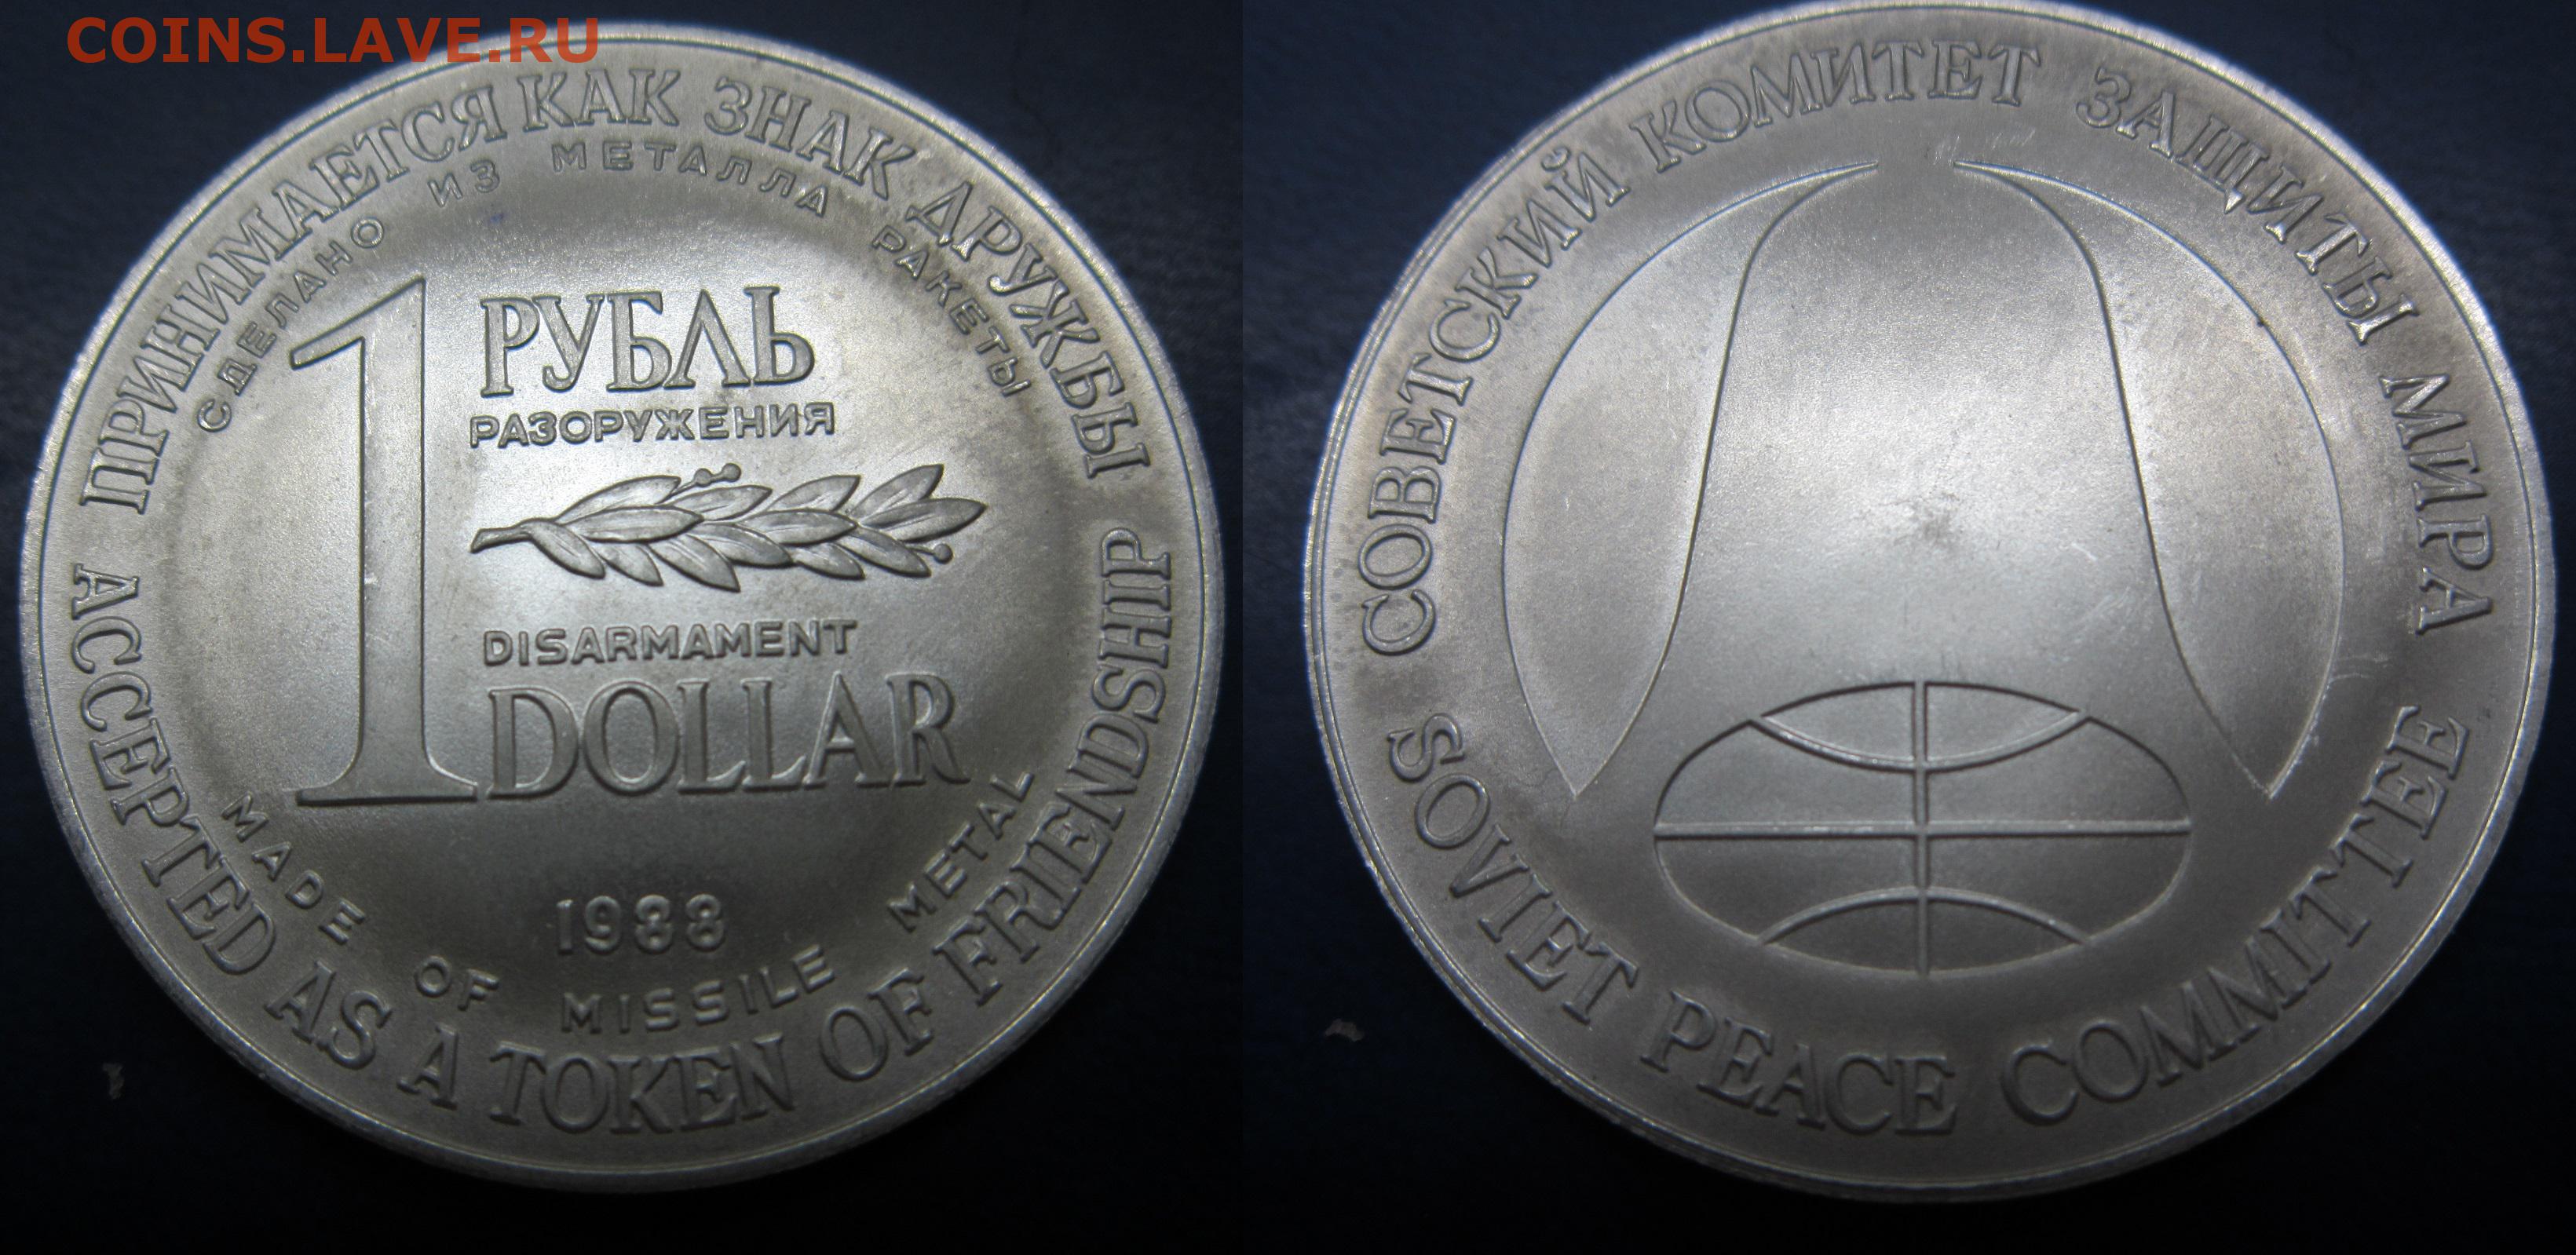 COINS.LAVE.RU
ПРИНИМАЕТСЯ КАК ЗНАК ДРУЖБЫ
СДЕЛАНО ИЗ МЕТАЛЛА РАКЕТЫ
1 РУБЛЬ
РАЗОРУЖЕНИЯ
DISARMAMENT
DOLLAR
1988
MADE OF MISSILE METAL
ACCEPTED AS A TOKEN OF FRIENDSHIP
СОВЕТСКИЙ КОМИТЕТ ЗАЩИТЫ МИРА
SOVIET PEACE COMMITTEE